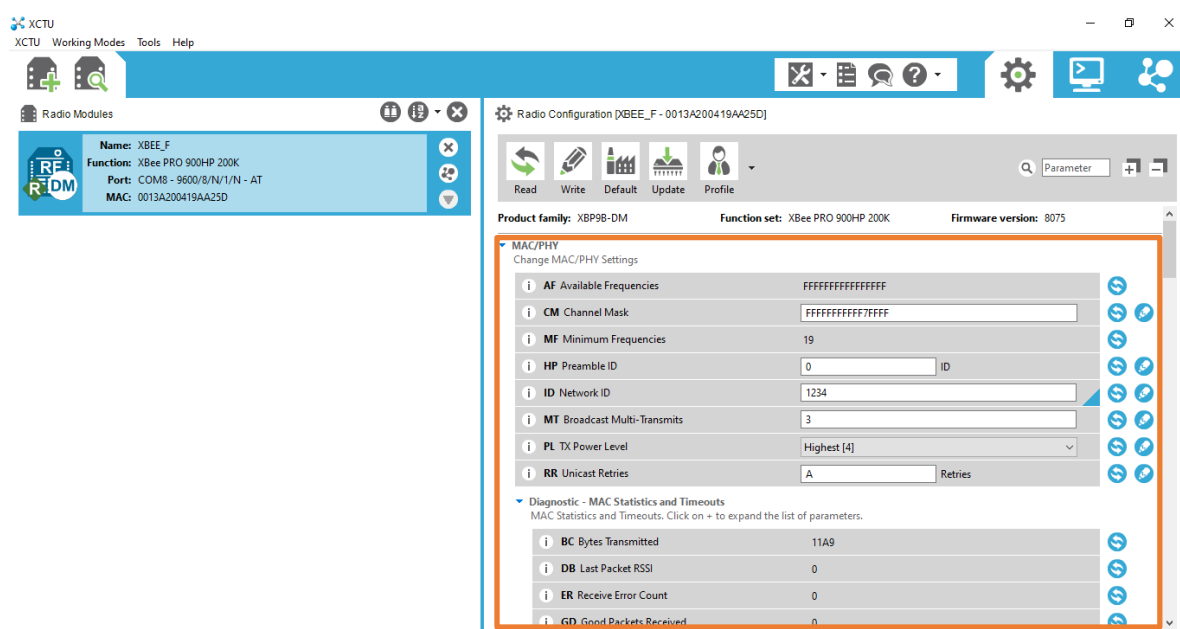 XCTU
XCTU Working Modes Tools Help
Radio Modules
Name: XBEE_F
Function: XBee PRO 900HP 200K
Port: COM8 - 9600/8/N/1/N - AT
MAC: 0013A200419AA25D
RF
R DM
Radio Configuration [XBEE_F - 0013A200419AA25D]
Read Write Default Update Profile
Parameter
Product family: XBP9B-DM Function set: XBee PRO 900HP 200K Firmware version: 8075
MAC/PHY
Change MAC/PHY Settings
i AF Available Frequencies FFFFFFFFFFFFFFFF
i CM Channel Mask FFFFFFFFFFF7FFFF
i MF Minimum Frequencies 19
i HP Preamble ID 0 ID
i ID Network ID 1234
i MT Broadcast Multi-Transmits 3
i PL TX Power Level Highest [4]
i RR Unicast Retries A Retries
Diagnostic - MAC Statistics and Timeouts
MAC Statistics and Timeouts. Click on + to expand the list of parameters.
i BC Bytes Transmitted 11A9
i DB Last Packet RSSI 0
i ER Receive Error Count 0
i GD Good Packets Received 0